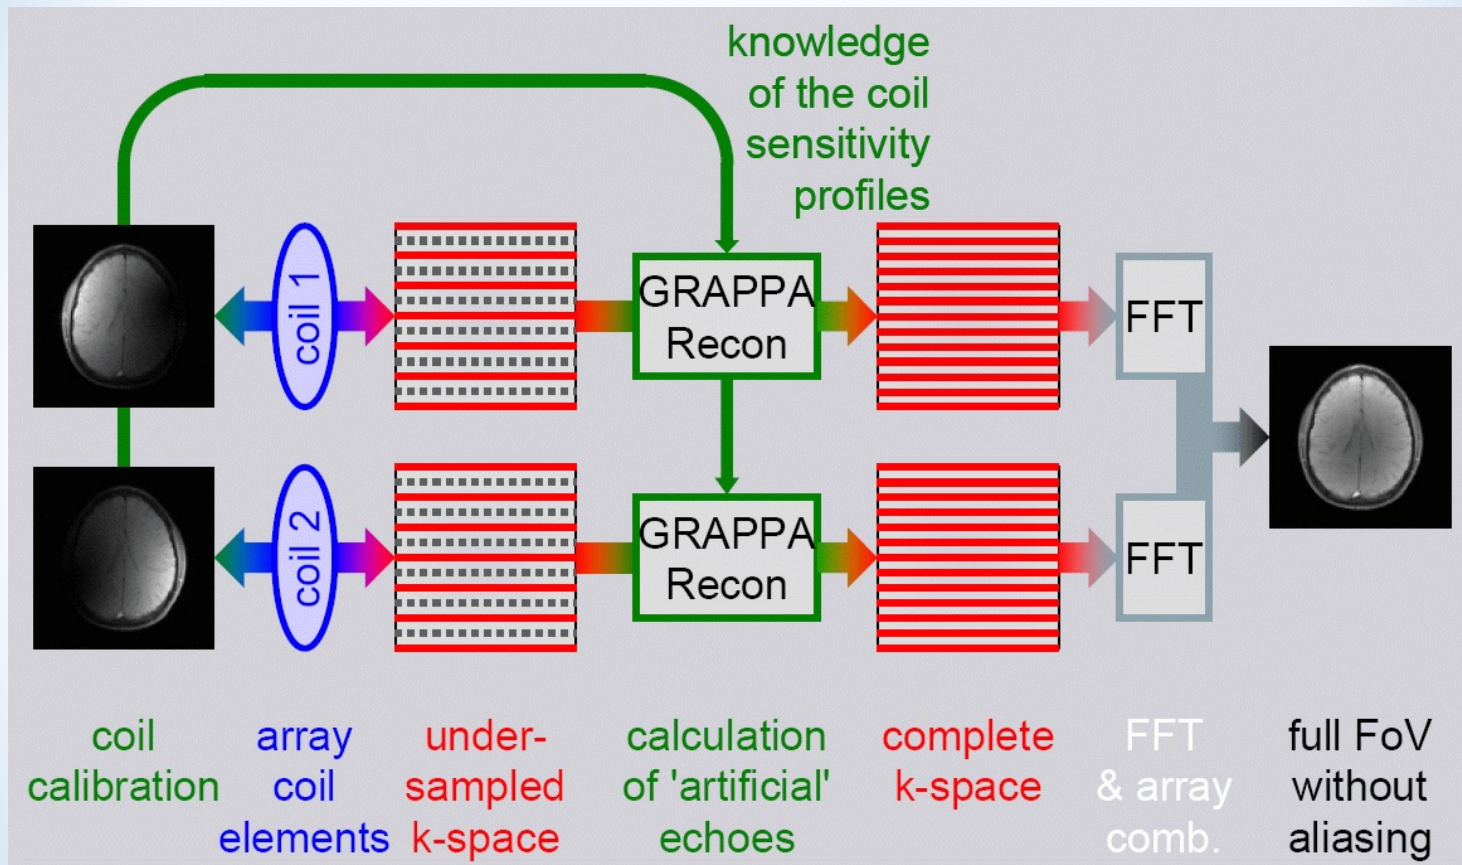 knowledge
of the coil
sensitivity
profiles
coil 1
GRAPPA
Recon
FFT
coil 2
GRAPPA
Recon
FFT
coil
calibration
array
coil
elements
under-
sampled
k-space
calculation
of 'artificial'
echoes
complete
k-space
FFT
& array
comb.
full FoV
without
aliasing